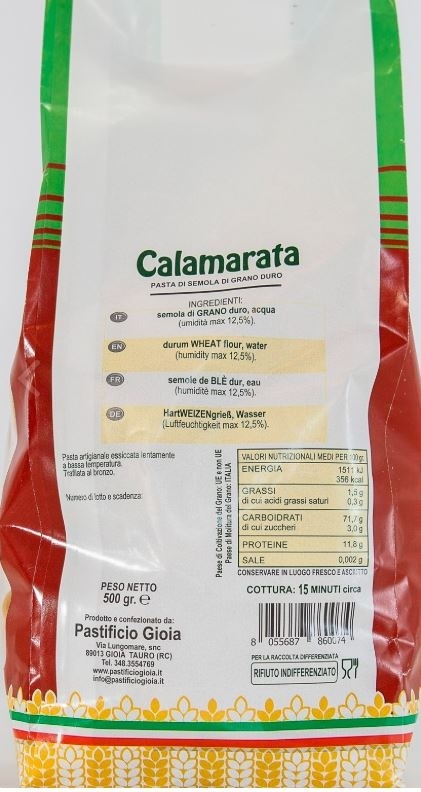 Calamarata
PASTA DI SEMOLA DI GRANO DURO
INGREDIENTI:
IT
semola di GRANO duro, acqua
(umidità max 12,5%).
EN
durum WHEAT flour, water
(humidity max 12,5%).
FR
semole de BLÈ dur, eau
(humidité max 12,5%).
DE
HartWEIZENgrieß, Wasser
(Luftfeuchtigkeit max 12,5%).
Pasta artigianale essiccata lentamente
a bassa temperatura.
Trafilata al bronzo.
Numero di lotto e scadenza:
Paese di Coltivazione del Grano: UE e non UE
Paese di Molitura del Grano: ITALIA
VALORI NUTRIZIONALI MEDI PER 100gr.
ENERGIA 1511 kJ
356 kcal
GRASSI 1,5 g
di cui acidi grassi saturi 0,3 g
CARBOIDRATI 71,7 g
di cui zuccheri 3,0 g
PROTEINE 11,8 g
SALE 0,002 g
CONSERVARE IN LUOGO FRESCO E ASCIUTTO
COTTURA: 15 MINUTI circa
PESO NETTO
500 gr. e
Prodotto e confezionato da:
Pastificio Gioia
Via Lungomare, snc
89013 GIOIA TAURO (RC)
Tel. 348.3554769
www.pastificiogioia.it
info@pastificiogioia.it
8 055687 860074
PER LA RACCOLTA DIFFERENZIATA
RIFIUTO INDIFFERENZIATO